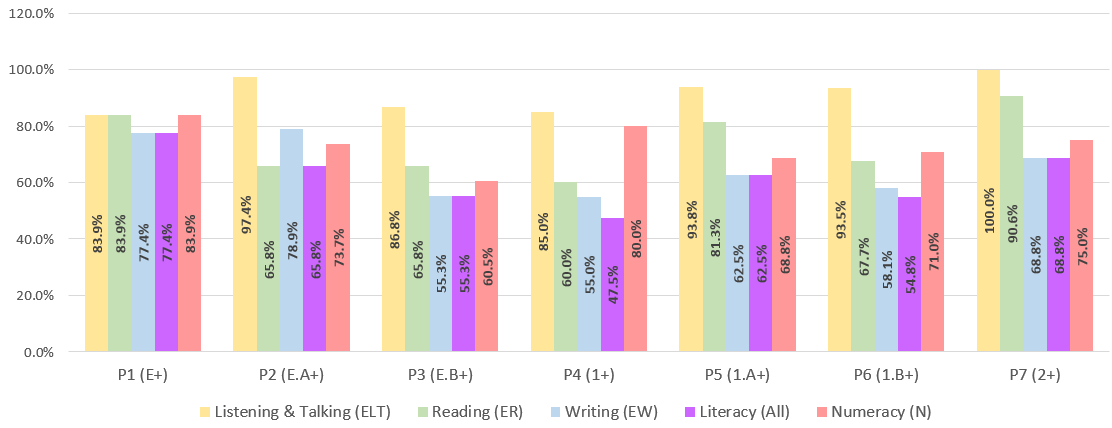 120.0%
100.0%
80.0%
60.0%
40.0%
20.0%
0.0%
83.9% 83.9% 77.4% 77.4% 83.9%
97.4% 65.8% 78.9% 65.8% 73.7%
86.8% 65.8% 55.3% 55.3% 60.5%
85.0% 60.0% 55.0% 47.5% 80.0%
93.8% 81.3% 62.5% 62.5% 68.8%
93.5% 67.7% 58.1% 54.8% 71.0%
100.0% 90.6% 68.8% 68.8% 75.0%
P1 (E+) P2 (E.A+) P3 (E.B+) P4 (1+) P5 (1.A+) P6 (1.B+) P7 (2+)
Listening & Talking (ELT) Reading (ER) Writing (EW) Literacy (All) Numeracy (N)